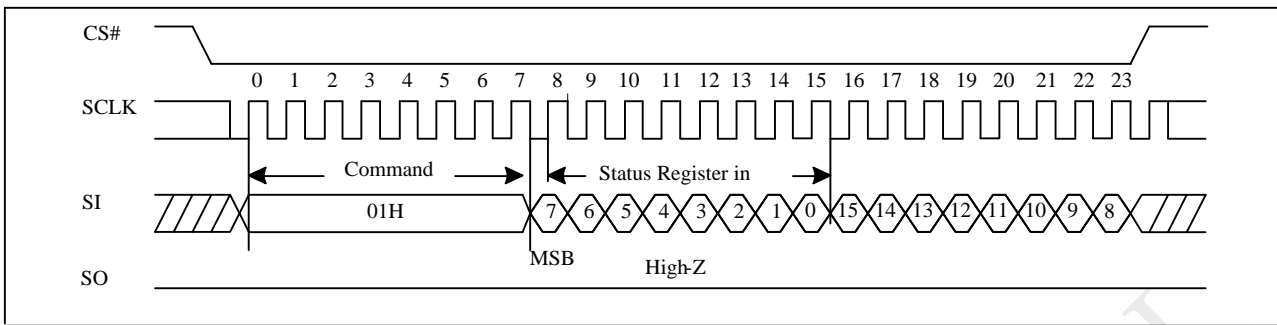 CS#
0 1 2 3 4 5 6 7 8 9 10 11 12 13 14 15 16 17 18 19 20 21 22 23
SCLK
Command Status Register in
SI 01H 7 6 5 4 3 2 1 0 15 14 13 12 11 10 9 8
MSB High-Z
SO